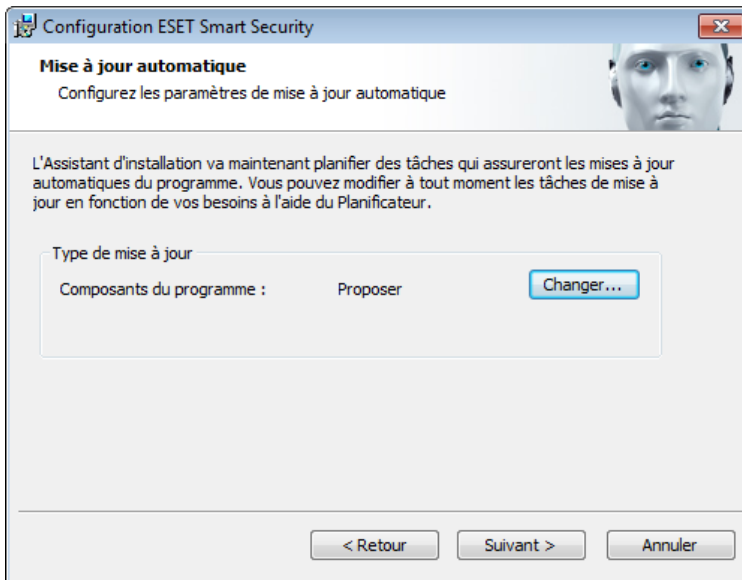 Configuration ESET Smart Security
Mise à jour automatique
Configurez les paramètres de mise à jour automatique
L'Assistant d'installation va maintenant planifier des tâches qui assureront les mises à jour
automatiques du programme. Vous pouvez modifier à tout moment les tâches de mise à
jour en fonction de vos besoins à l'aide du Planificateur.
Type de mise à jour
Composants du programme : Proposer Changer...
< Retour Suivant > Annuler